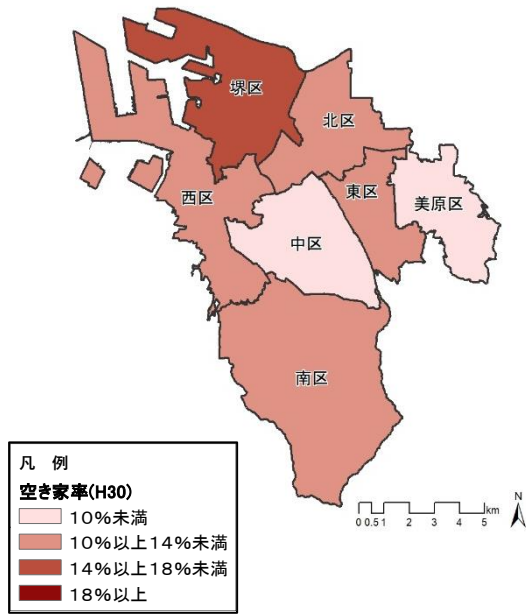 堺区
北区
西区
東区
美原区
中区
南区
凡 例
空き家率(H30)
10%未満
10%以上14%未満
14%以上18%未満
18%以上
N
km
0 0.5 1 2 3 4 5